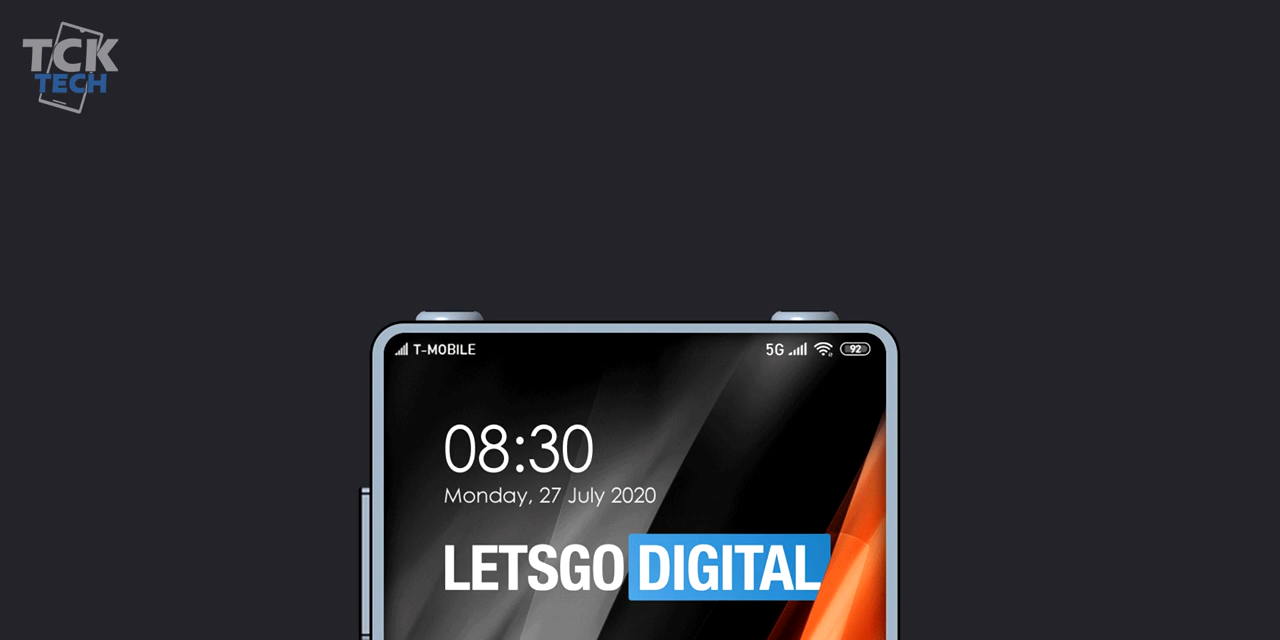 TCK
TECH
T-MOBILE
5G 92
08:30
Monday, 27 July 2020
LETSGO DIGITAL